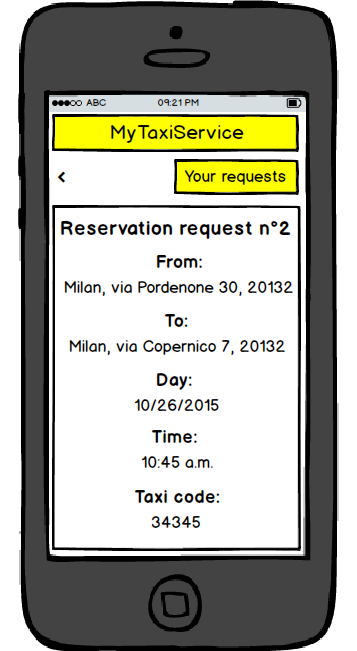 ABC 09:21 PM
MyTaxiService
< Your requests
Reservation request n°2
From:
Milan, via Pordenone 30, 20132
To:
Milan, via Copernico 7, 20132
Day:
10/26/2015
Time:
10:45 a.m.
Taxi code:
34345